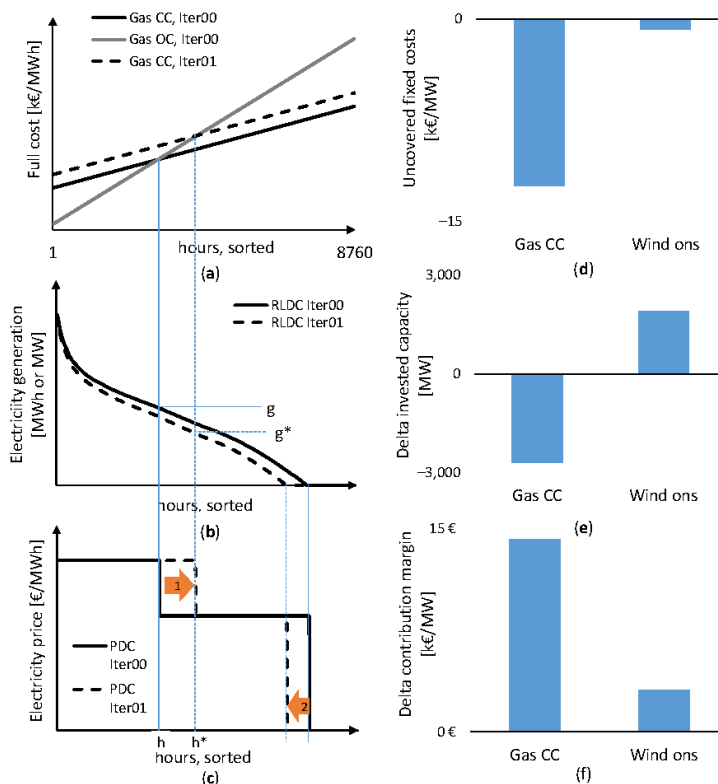 Gas CC, Iter00
Gas OC, Iter00
Gas CC, Iter01
Full cost [k€/MWh]
1
hours, sorted
8760
(a)
RLDC Iter00
RLDC Iter01
Electriciity generation
[MWh or MW]
g
g*
hours, sorted
(b)
Electricity price [€/MWh]
1
2
PDC
Iter00
PDC
Iter01
h
h*
hours, sorted
(c)
Uncovered fixed costs
[k€/MW]
0
−15
Gas CC
Wind ons
(d)
Delta invested capacity
[MW]
3,000
0
−3,000
Gas CC
Wind ons
(e)
Delta contribution margin
[k€/MW]
15 €
0 €
Gas CC
Wind ons
(f)